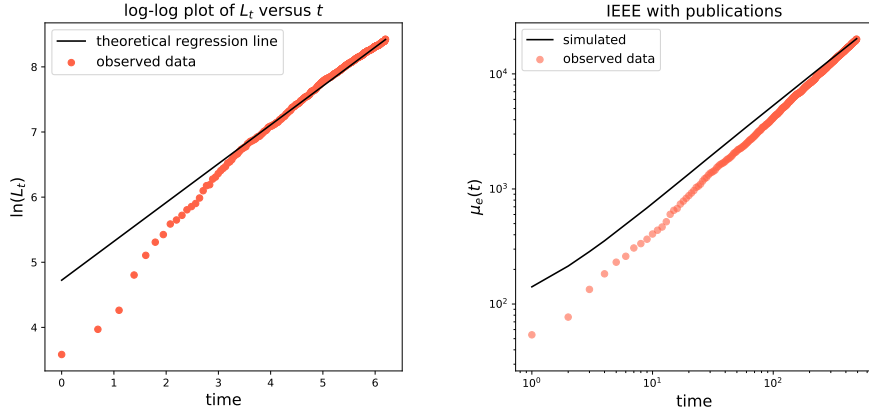 log-log plot of L_t versus t
theoretical regression line
observed data
ln(L_t)
8
7
6
5
4
0 1 2 3 4 5 6
time
IEEE with publications
simulated
observed data
μ_e(t)
10^4
10^3
10^2
10^0 10^1 10^2
time